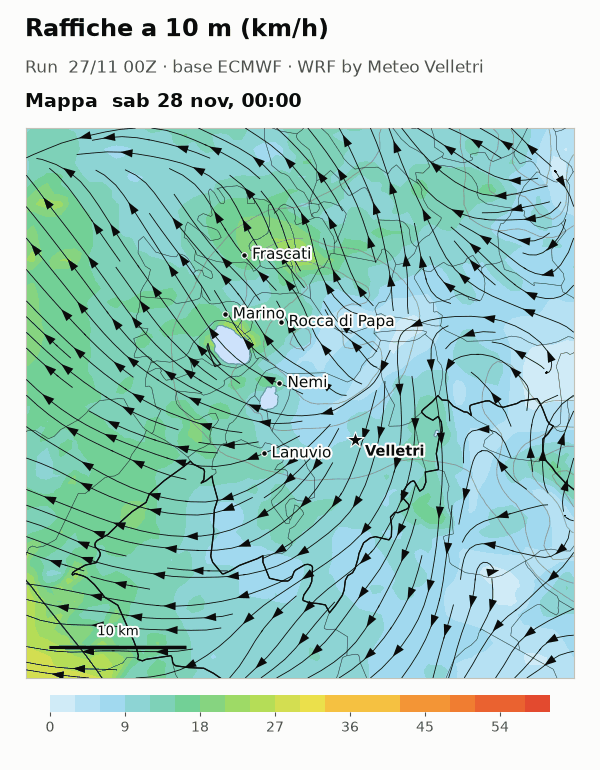 Raffiche a 10 m (km/h)
Run  27/11 00Z · base ECMWF · WRF by Meteo Velletri
Mappa  sab 28 nov, 00:00
Frascati
Marino
Rocca di Papa
Nemi
Velletri
Lanuvio
10 km
0 9 18 27 36 45 54